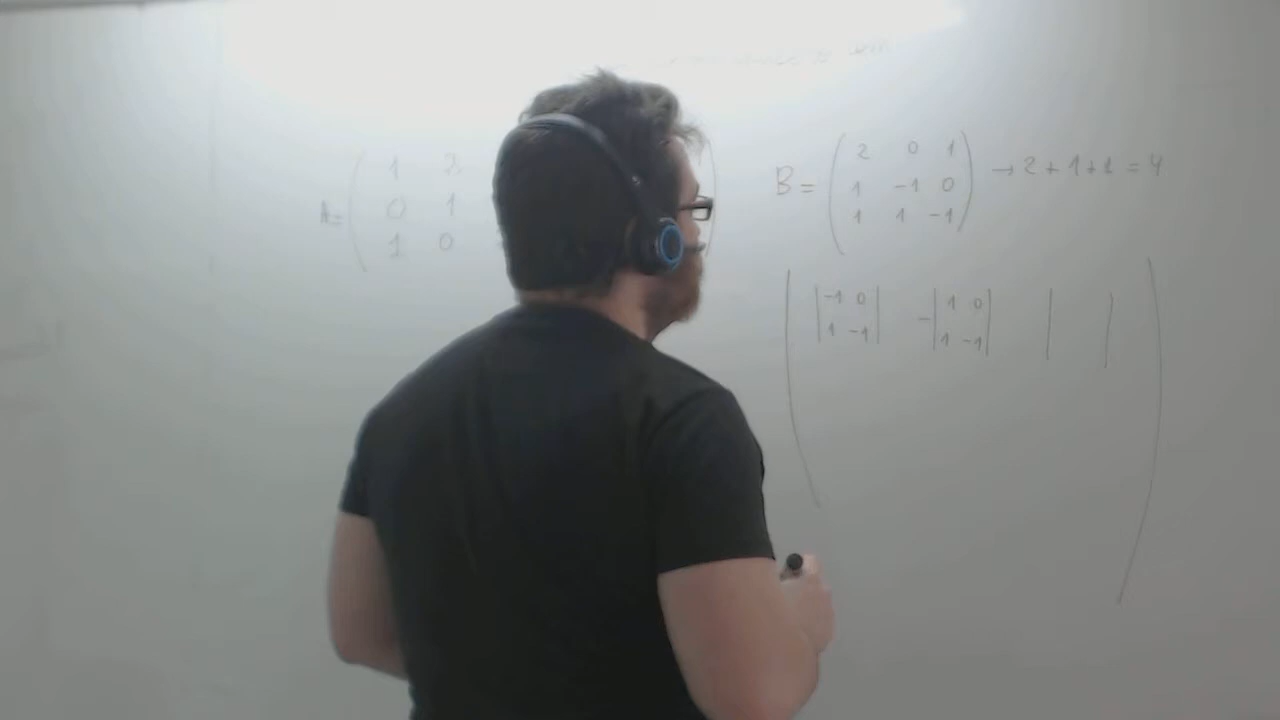 A= ( 1 2
0 1
1 0
B= ( 2 0 1 ) → 2 + 1 + 1 = 4
1 -1 0
1 1 -1
( | -1 0 | - | 1 0 | | | )
| 1 -1 | | 1 -1 |